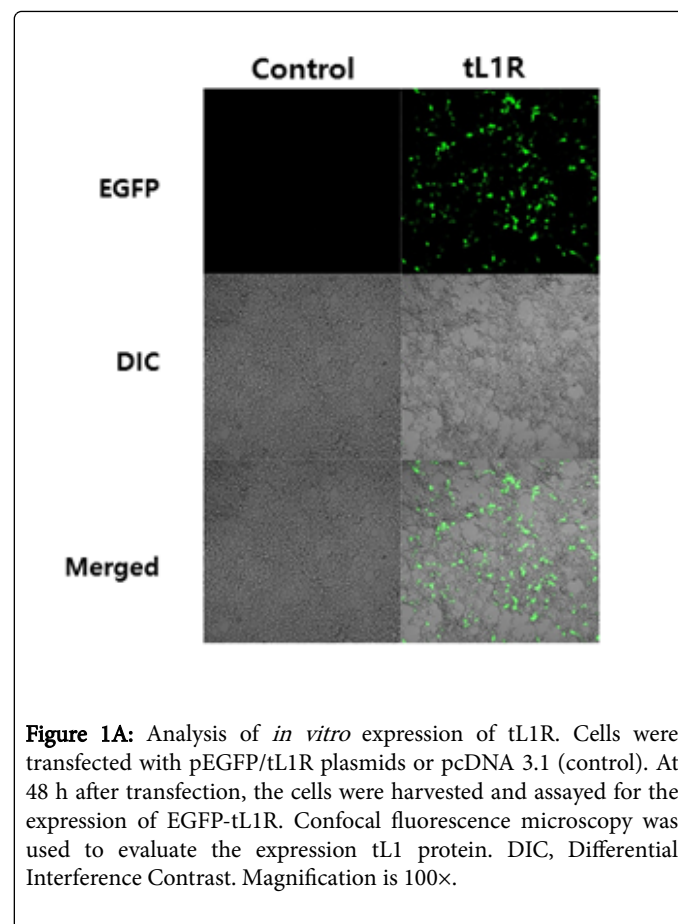 Control tL1R
EGFP
DIC
Merged
Figure 1A: Analysis of in vitro expression of tL1R. Cells were
transfected with pEGFP/tL1R plasmids or pcDNA 3.1 (control). At
48 h after transfection, the cells were harvested and assayed for the
expression of EGFP-tL1R. Confocal fluorescence microscopy was
used to evaluate the expression tL1 protein. DIC, Differential
Interference Contrast. Magnification is 100×.